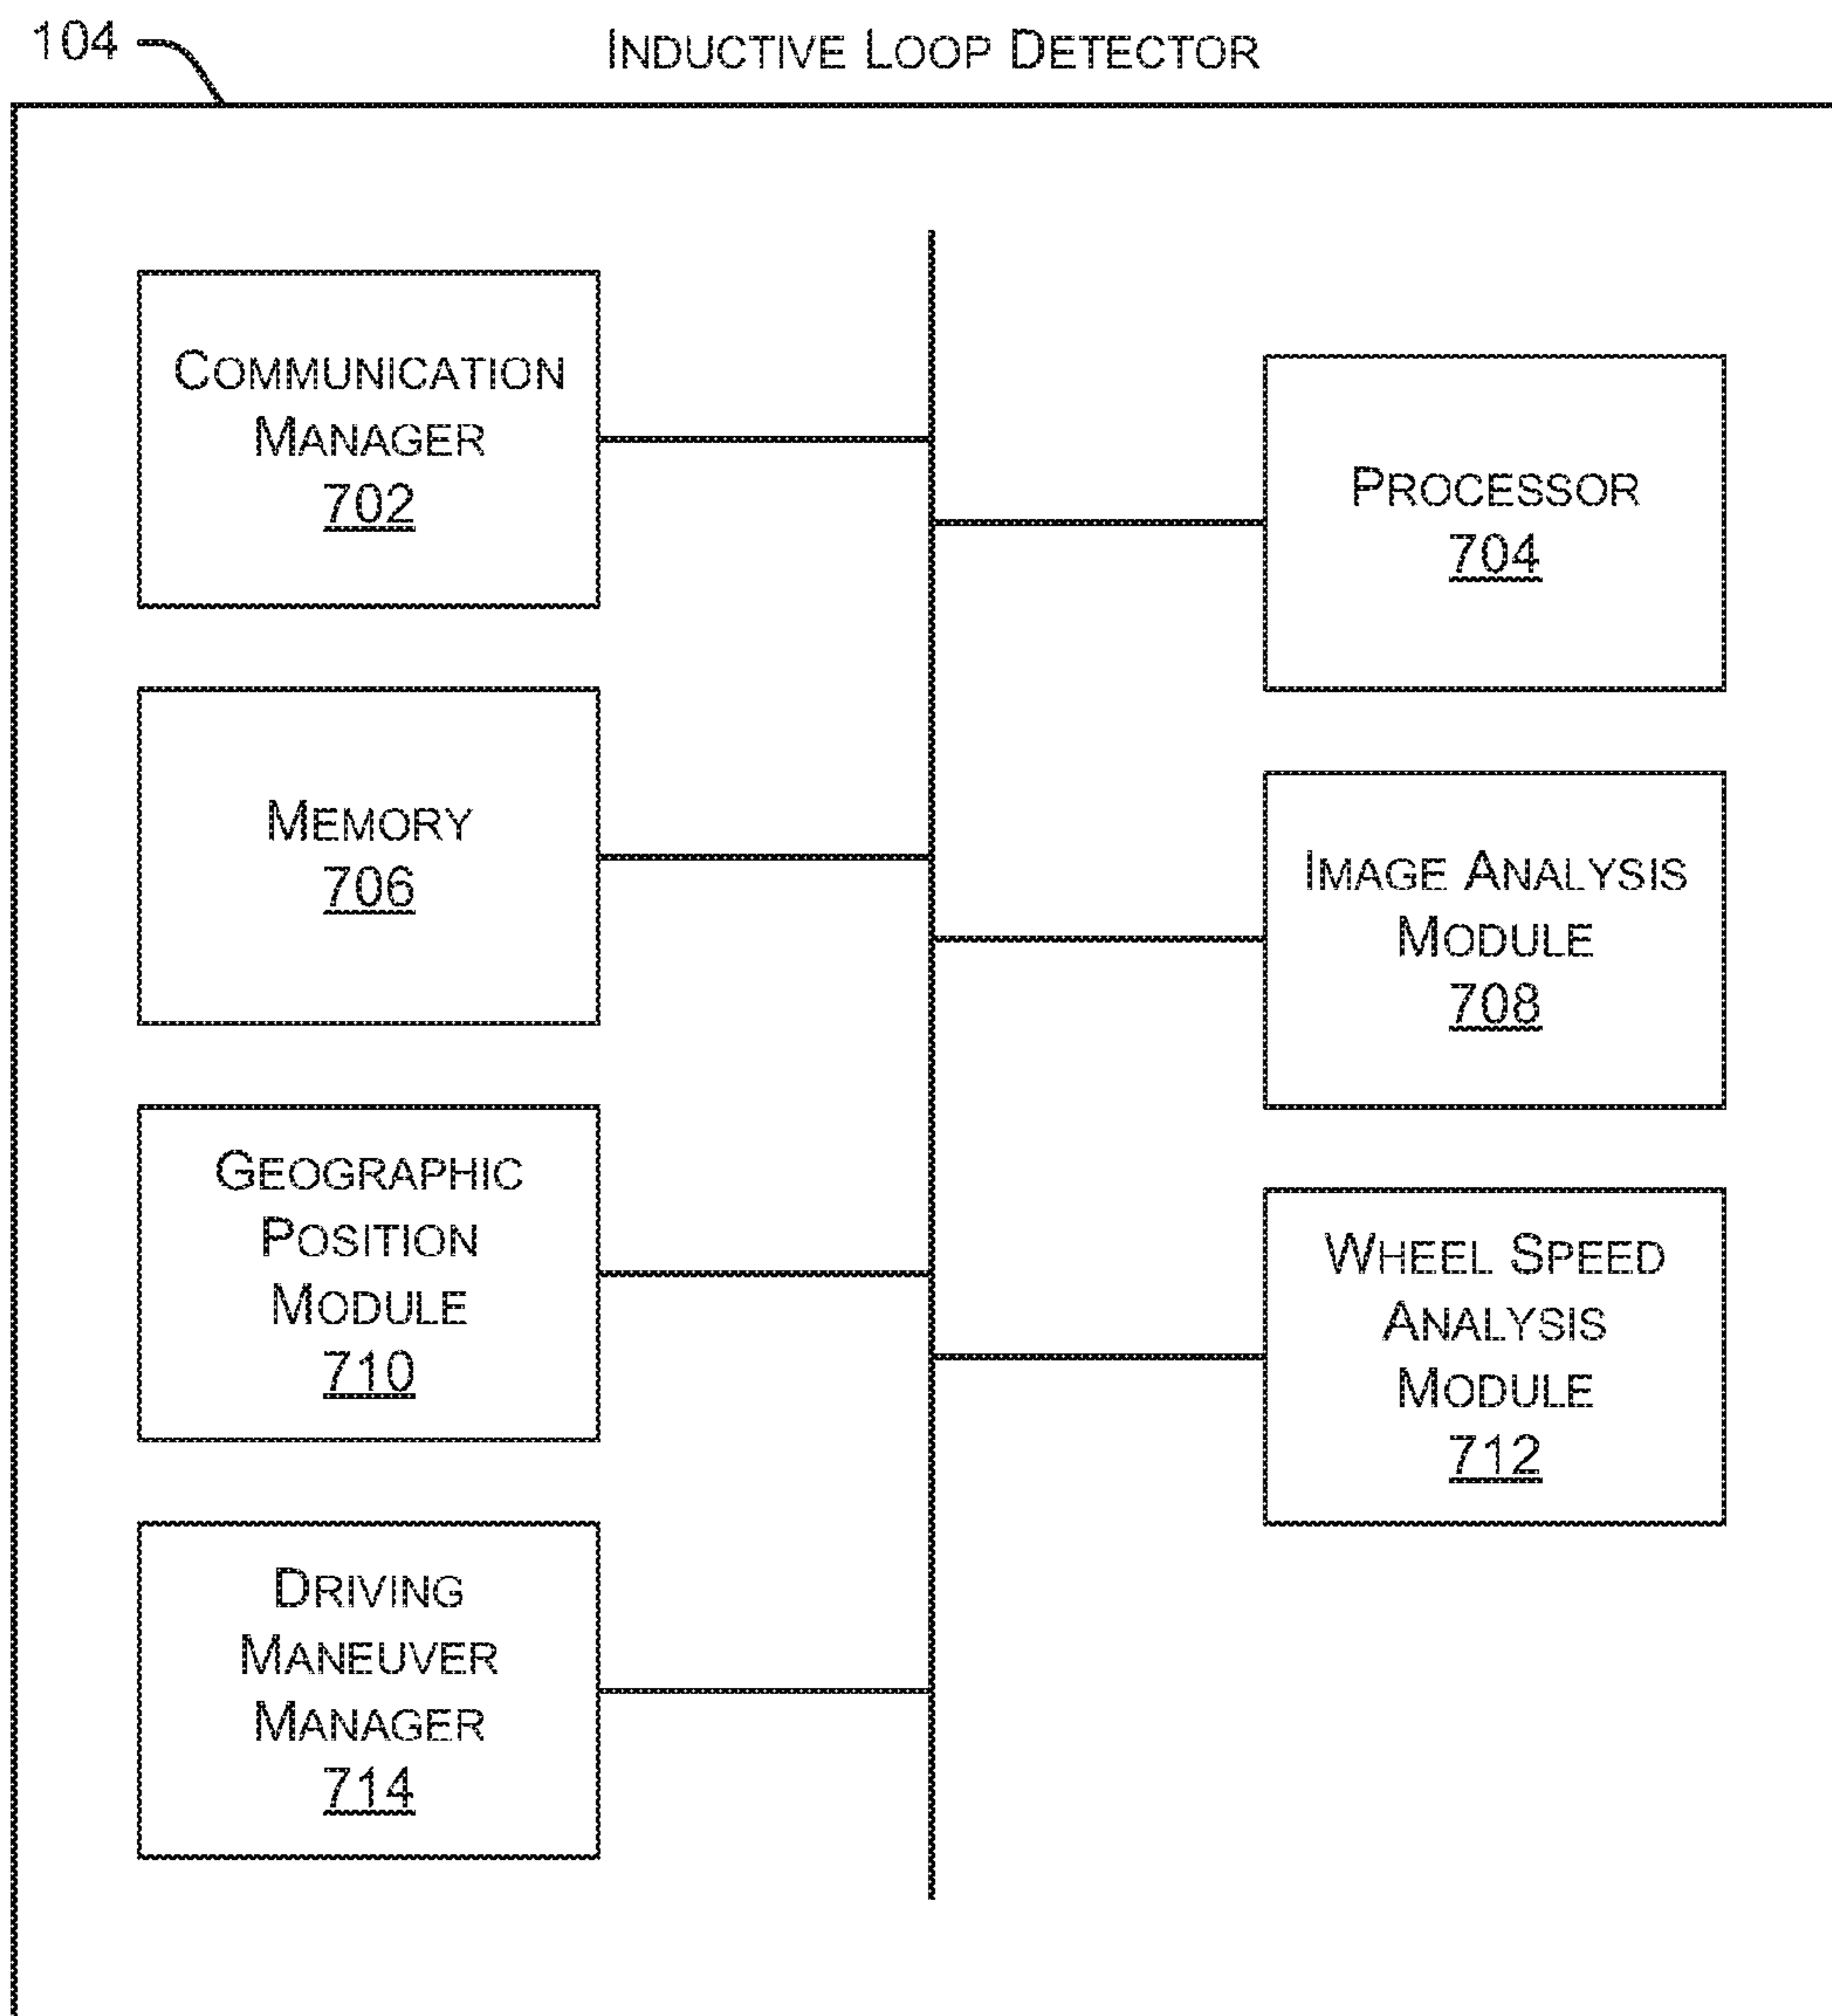 104
INDUCTIVE LOOP DETECTOR
COMMUNICATION
MANAGER
702
PROCESSOR
704
MEMORY
706
IMAGE ANALYSIS
MODULE
708
GEOGRAPHIC
POSITION
MODULE
710
WHEEL SPEED
ANALYSIS
MODULE
712
DRIVING
MANEUVER
MANAGER
714